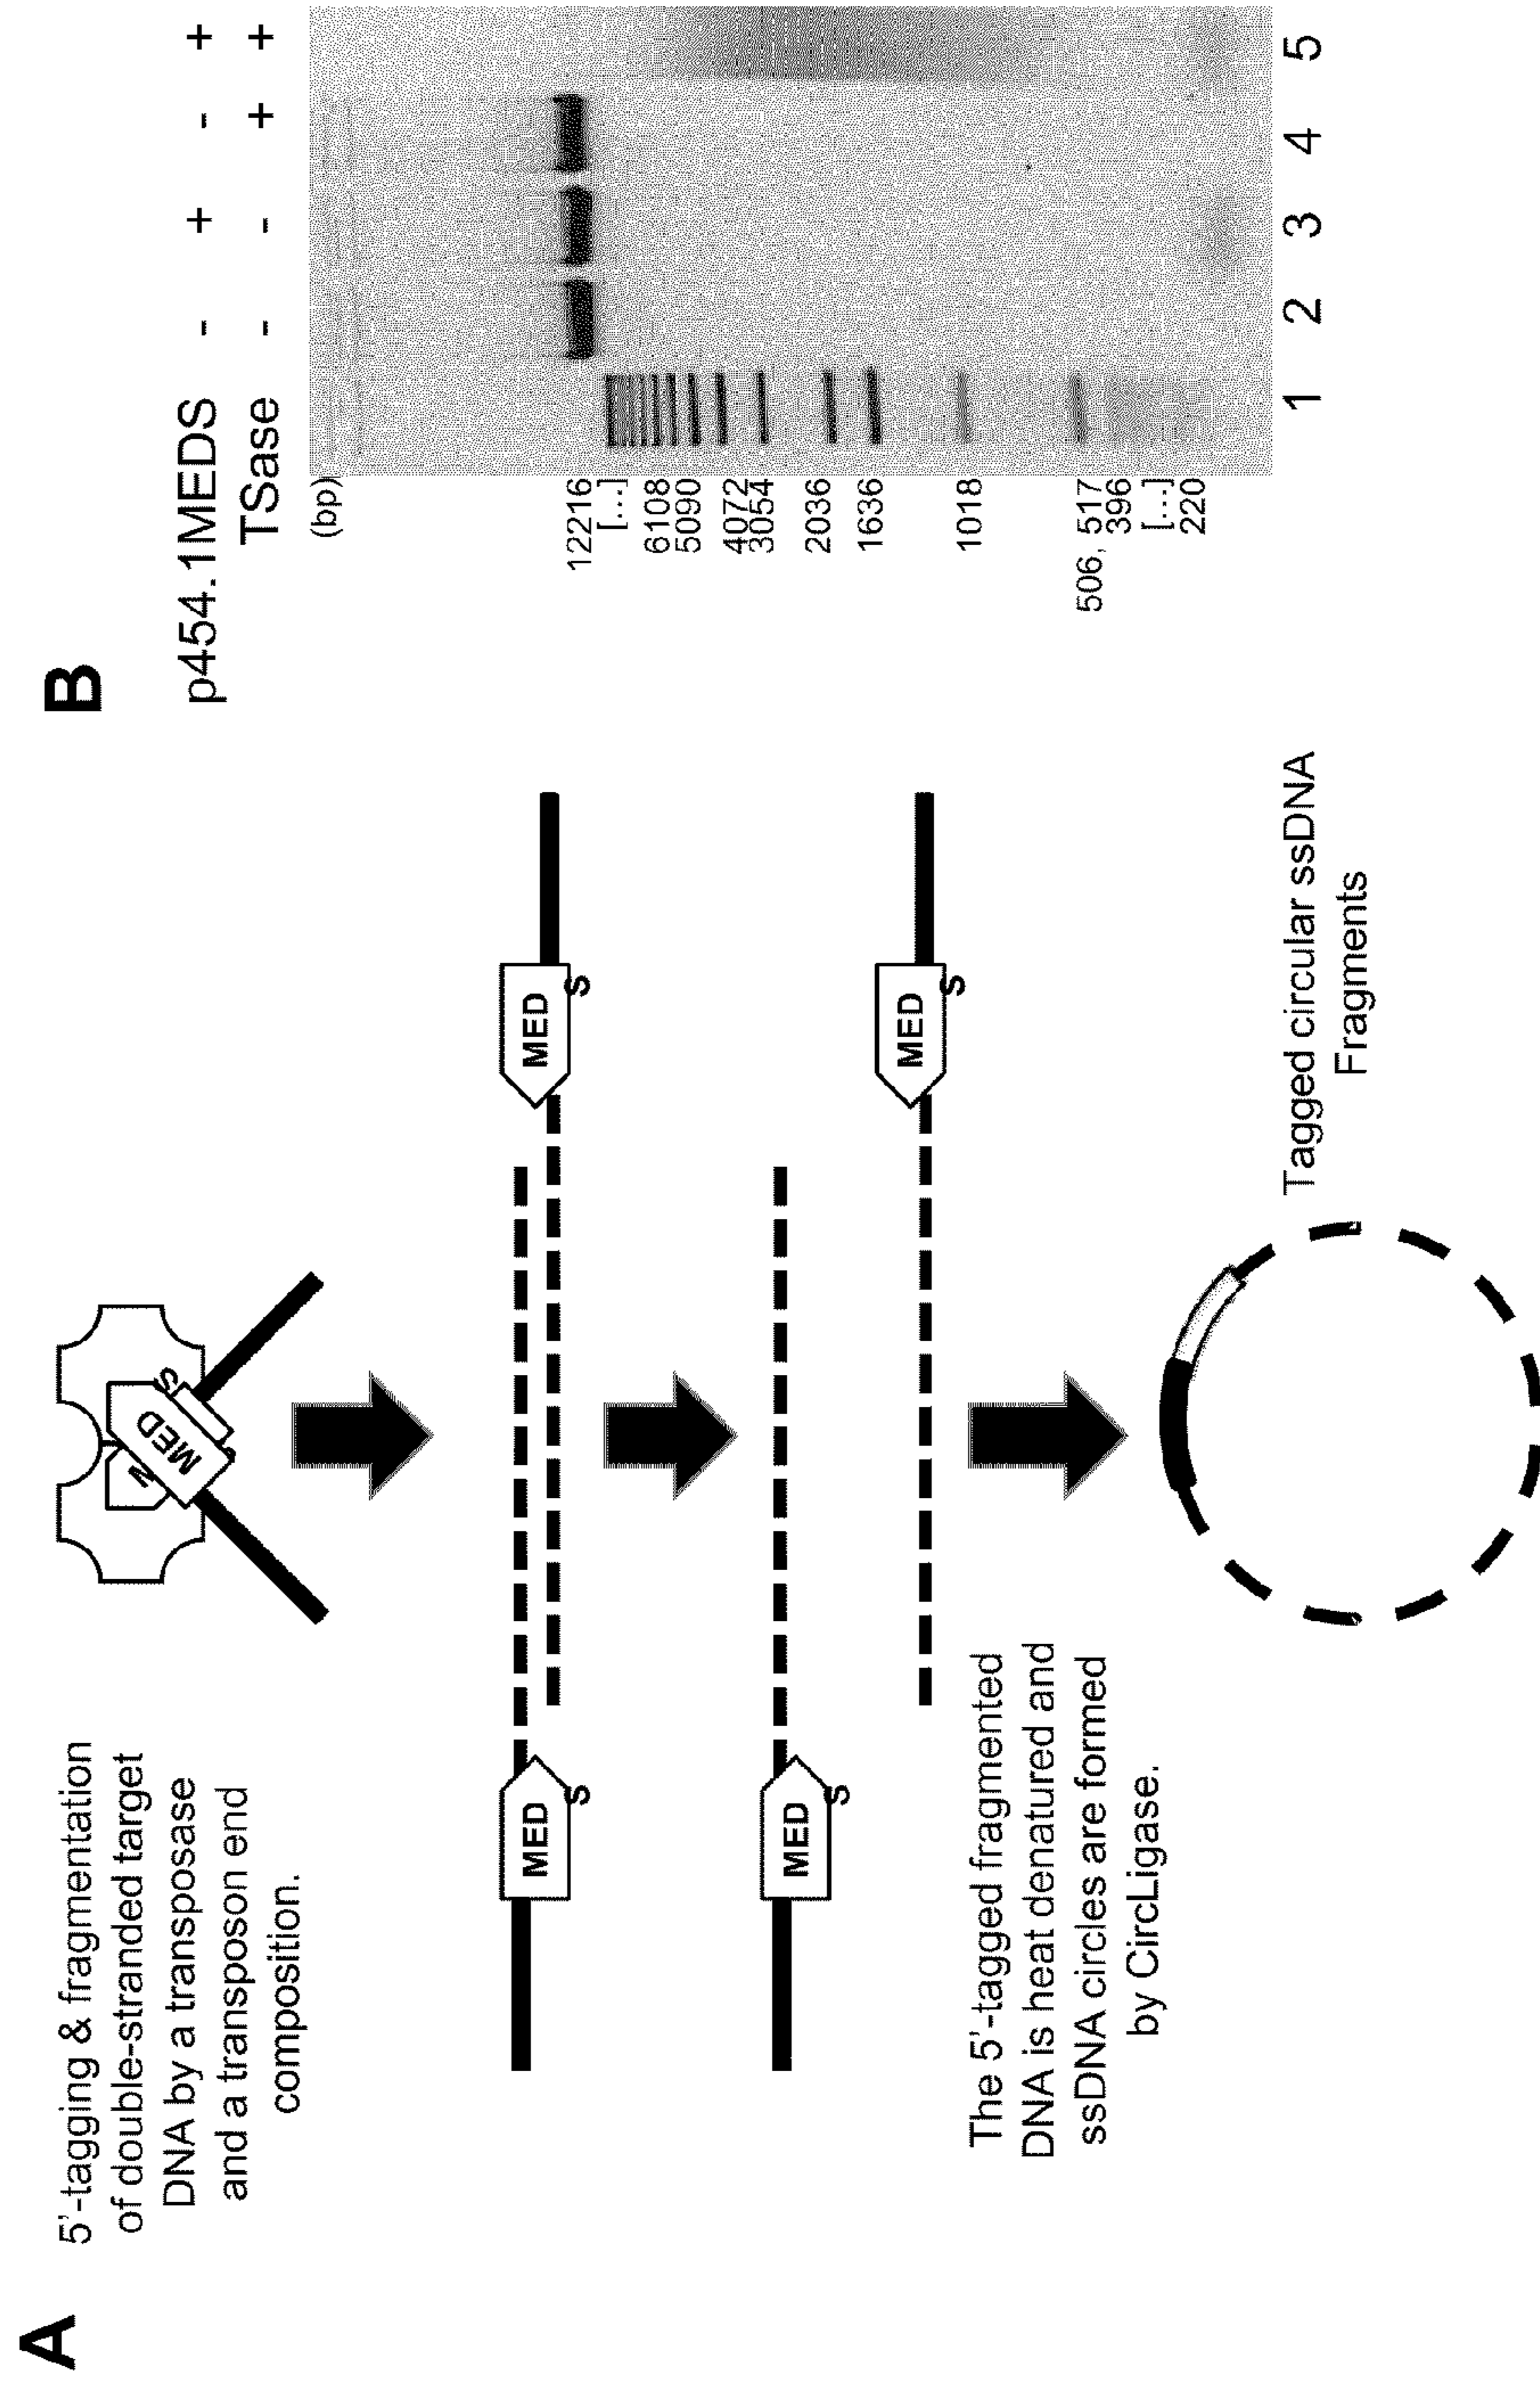 A
5'-tagging & fragmentation
of double-stranded target
DNA by a transposase
and a transposon end
composition.
N
MED
S
MED
S
MED
S
MED
S
MED
S
The 5'-tagged fragmented
DNA is heat denatured and
ssDNA circles are formed
by CircLigase.
Tagged circular ssDNA
Fragments
B
p454.1MEDS - + - +
TSase - - + +
(bp)
12216
[...]
6108
5090
4072
3054
2036
1636
1018
506, 517
396
[...]
220
1 2 3 4 5